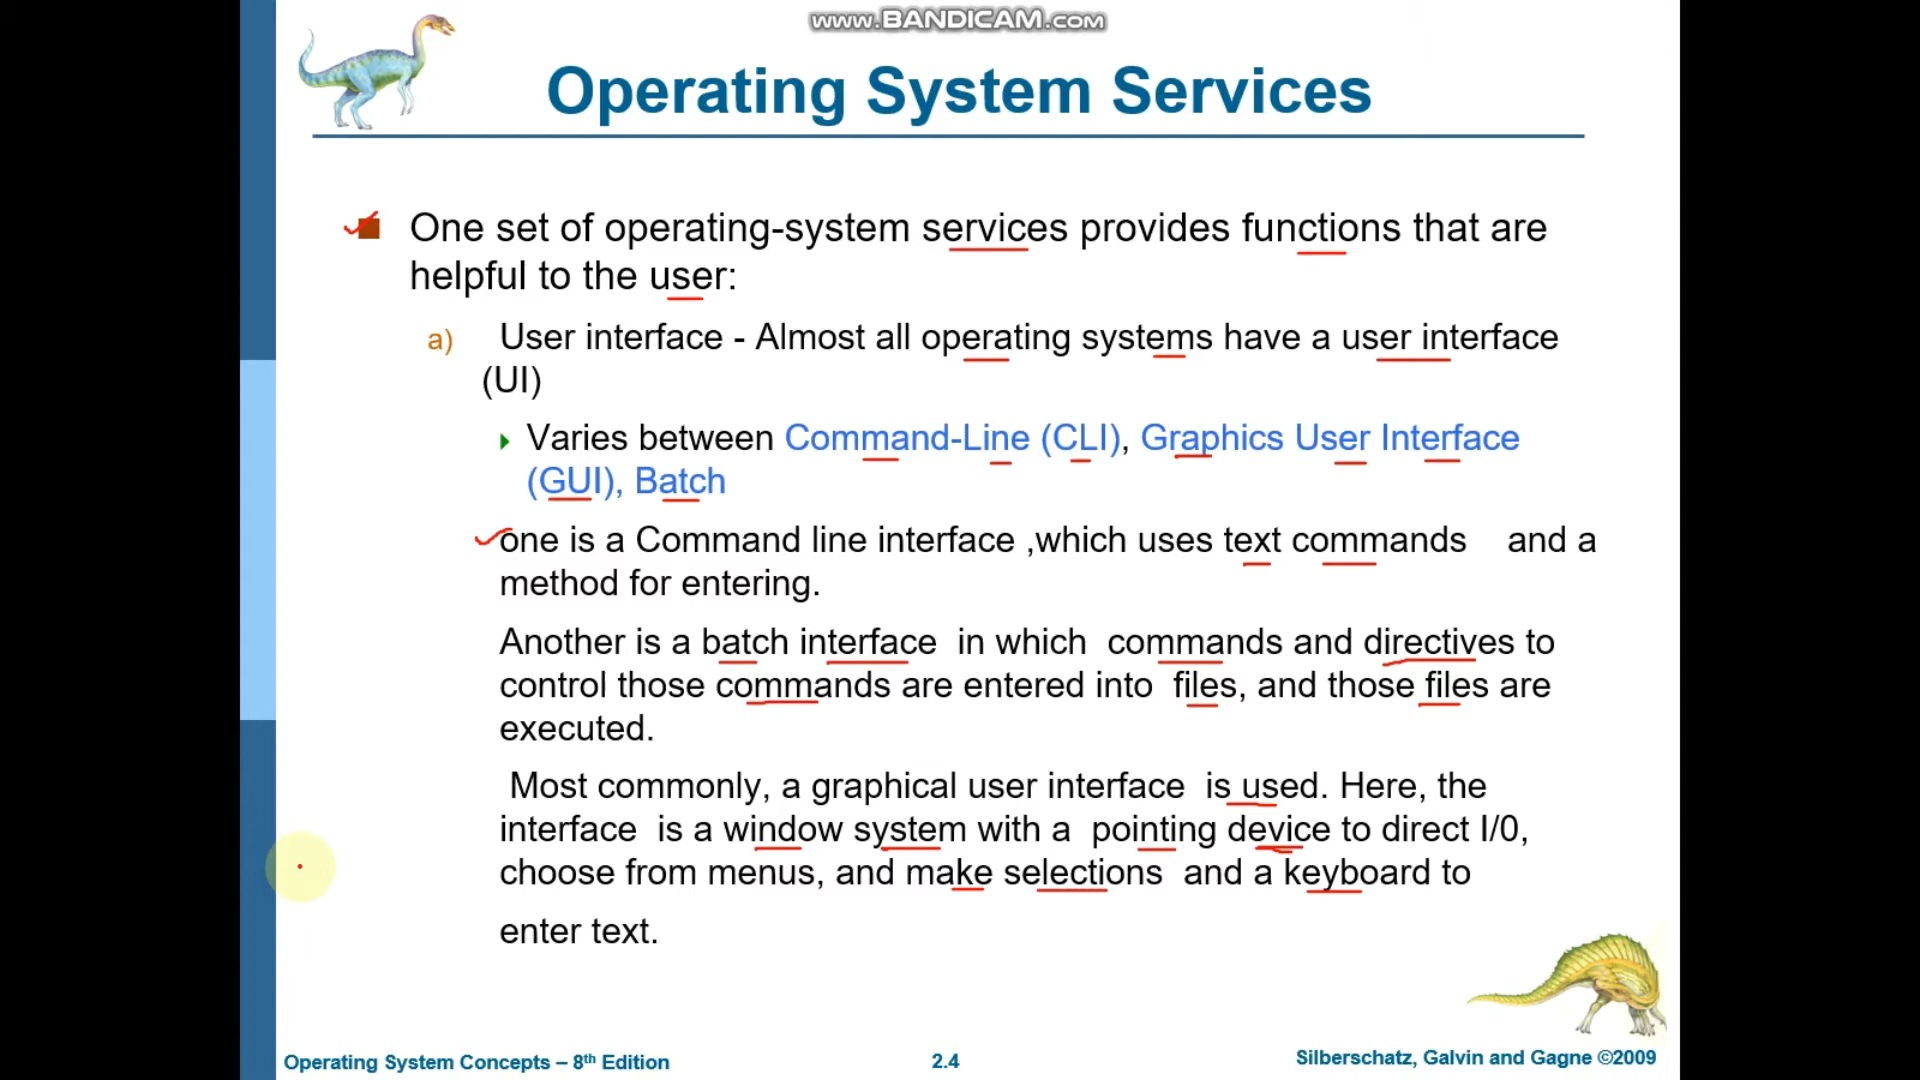 www.BANDICAM.com
Operating System Services
One set of operating-system services provides functions that are
helpful to the user:
a) User interface - Almost all operating systems have a user interface
(UI)
Varies between Command-Line (CLI), Graphics User Interface
(GUI), Batch
one is a Command line interface ,which uses text commands and a
method for entering.
Another is a batch interface in which commands and directives to
control those commands are entered into files, and those files are
executed.
Most commonly, a graphical user interface is used. Here, the
interface is a window system with a pointing device to direct I/0,
choose from menus, and make selections and a keyboard to
enter text.
Operating System Concepts – 8th Edition 2.4 Silberschatz, Galvin and Gagne ©2009